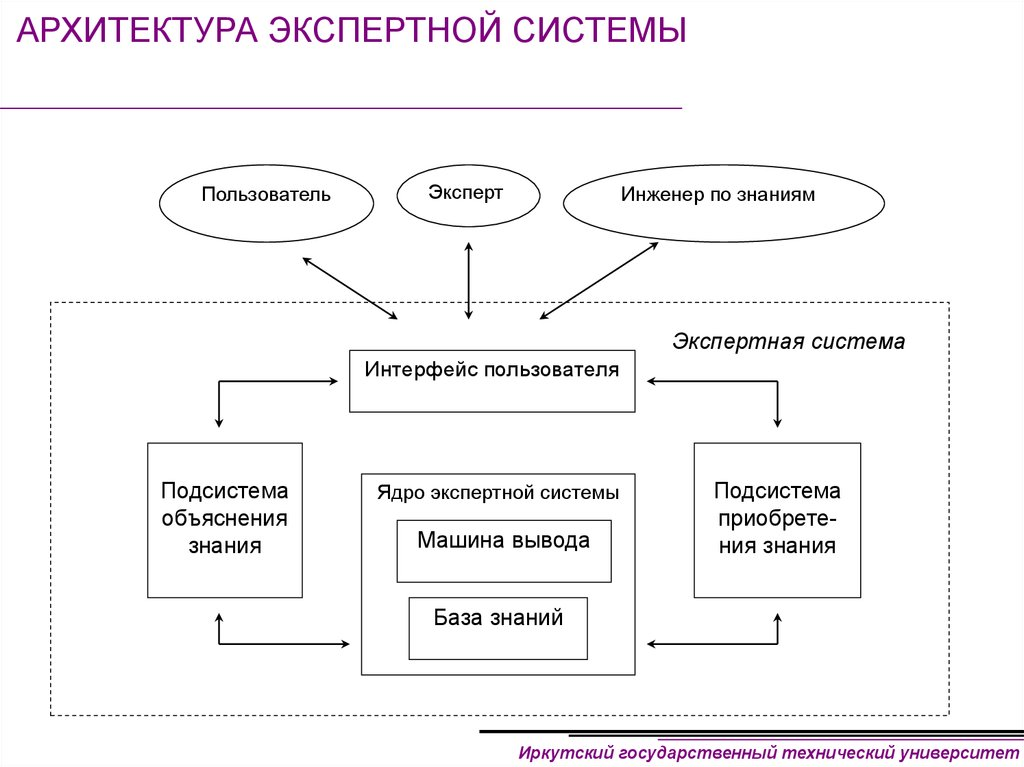 АРХИТЕКТУРА ЭКСПЕРТНОЙ СИСТЕМЫ
Пользователь
Эксперт
Инженер по знаниям
Экспертная система
Интерфейс пользователя
Подсистема
объяснения
знания
Ядро экспертной системы
Машина вывода
База знаний
Подсистема
приобрете-
ния знания
Иркутский государственный технический университет